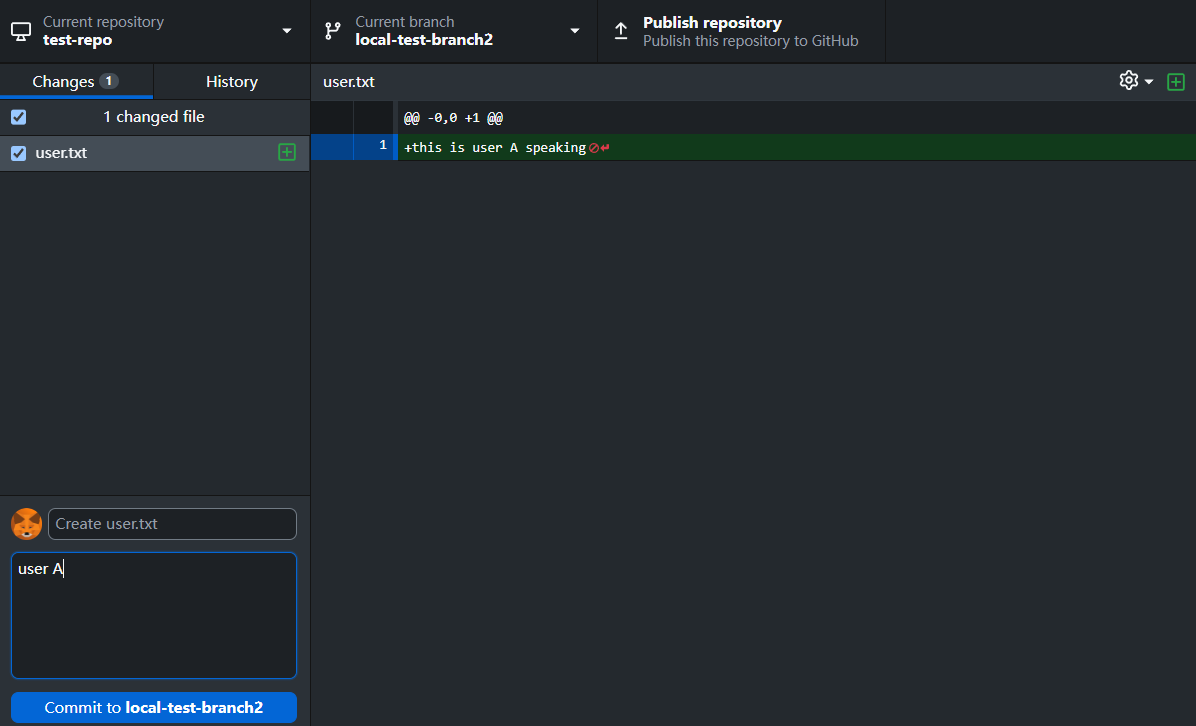 Current repository
test-repo
Current branch
local-test-branch2
Publish repository
Publish this repository to GitHub
Changes 1
History
user.txt
1 changed file
user.txt
@@ -0,0 +1 @@
1 +this is user A speaking
Create user.txt
user A
Commit to local-test-branch2